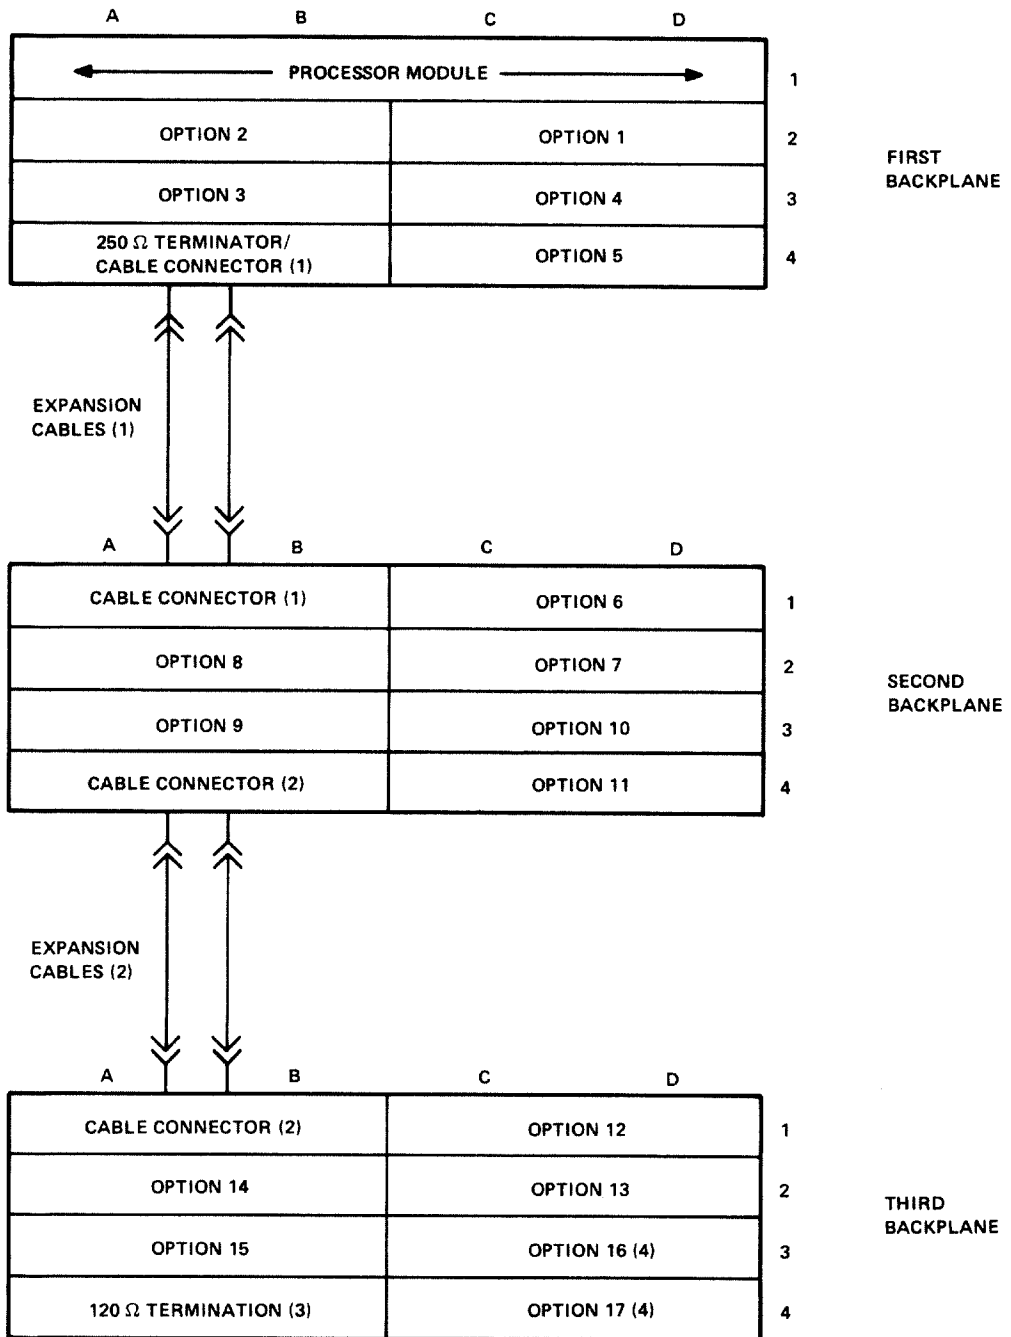 A B C D
PROCESSOR MODULE 1
OPTION 2 OPTION 1 2
FIRST
BACKPLANE
OPTION 3 OPTION 4 3
250 Ω TERMINATOR/
CABLE CONNECTOR (1) OPTION 5 4
EXPANSION
CABLES (1)
A B C D
CABLE CONNECTOR (1) OPTION 6 1
OPTION 8 OPTION 7 2
SECOND
BACKPLANE
OPTION 9 OPTION 10 3
CABLE CONNECTOR (2) OPTION 11 4
EXPANSION
CABLES (2)
A B C D
CABLE CONNECTOR (2) OPTION 12 1
OPTION 14 OPTION 13 2
THIRD
BACKPLANE
OPTION 15 OPTION 16 (4) 3
120 Ω TERMINATION (3) OPTION 17 (4) 4